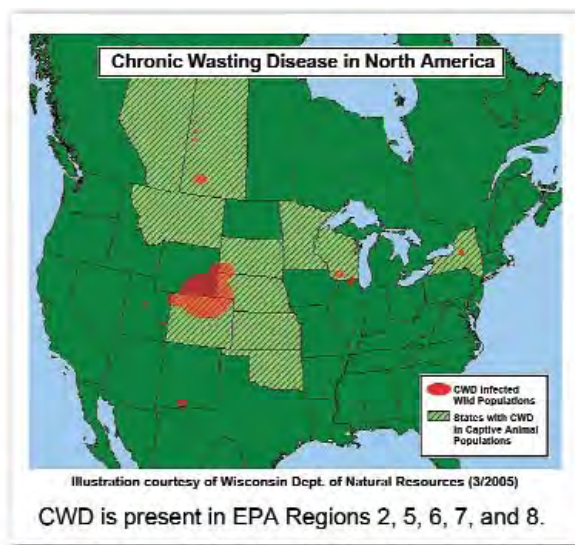 Chronic Wasting Disease in North America
CWD Infected
Wild Populations
States with CWD
in Captive Animal
Populations
Illustration courtesy of Wisconsin Dept. of Natural Resources (3/2005)
CWD is present in EPA Regions 2, 5, 6, 7, and 8.